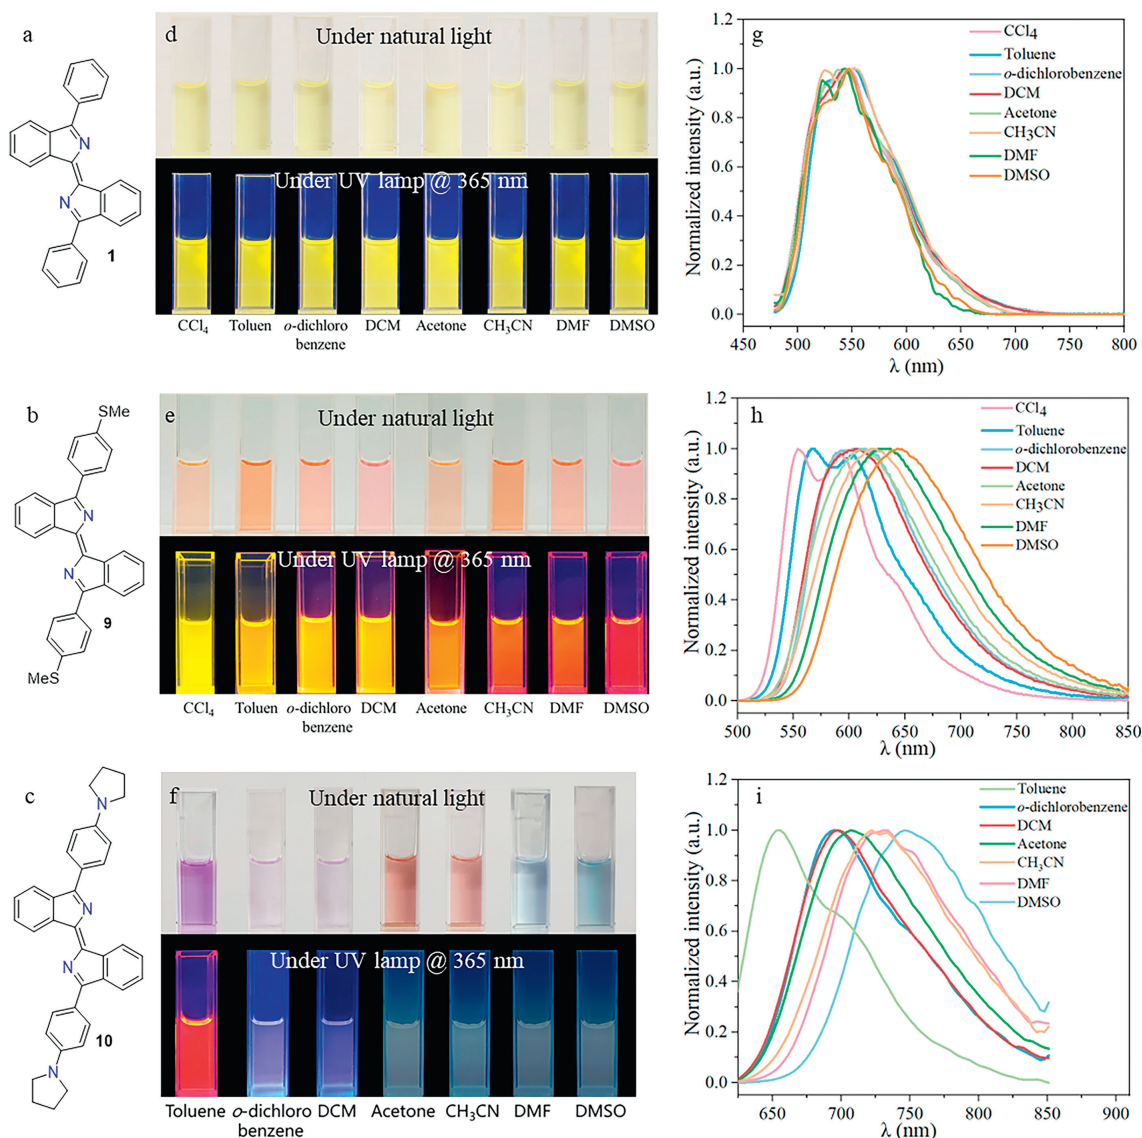 a
N
N
1
d
Under natural light
Under UV lamp @ 365 nm
CCl4
Toluen
o-dichloro
benzene
DCM
Acetone
CH3CN
DMF
DMSO
g
Normalized intensity (a.u.)
1.2
1.0
0.8
0.6
0.4
0.2
0.0
450 500 550 600 650 700 750 800
λ (nm)
CCl4
Toluene
o-dichlorobenzene
DCM
Acetone
CH3CN
DMF
DMSO
b
SMe
N
N
9
MeS
e
Under natural light
Under UV lamp @ 365 nm
CCl4
Toluen
o-dichloro
benzene
DCM
Acetone
CH3CN
DMF
DMSO
h
Normalized intensity (a.u.)
1.2
1.0
0.8
0.6
0.4
0.2
0.0
500 550 600 650 700 750 800 850
λ (nm)
CCl4
Toluene
o-dichlorobenzene
DCM
Acetone
CH3CN
DMF
DMSO
c
N
N
N
10
N
f
Under natural light
Under UV lamp @ 365 nm
Toluene
o-dichloro
benzene
DCM
Acetone
CH3CN
DMF
DMSO
i
Normalized intensity (a.u.)
1.2
1.0
0.8
0.6
0.4
0.2
0.0
650 700 750 800 850 900
λ (nm)
Toluene
o-dichlorobenzene
DCM
Acetone
CH3CN
DMF
DMSO